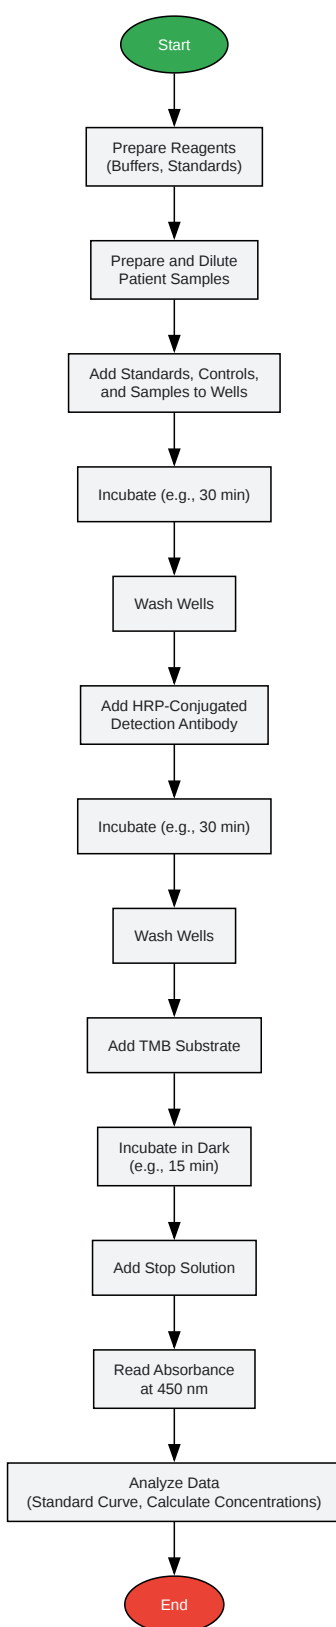 Start
Prepare Reagents
(Buffers, Standards)
Prepare and Dilute
Patient Samples
Add Standards, Controls,
and Samples to Wells
Incubate (e.g., 30 min)
Wash Wells
Add HRP-Conjugated
Detection Antibody
Incubate (e.g., 30 min)
Wash Wells
Add TMB Substrate
Incubate in Dark
(e.g., 15 min)
Add Stop Solution
Read Absorbance
at 450 nm
Analyze Data
(Standard Curve, Calculate Concentrations)
End